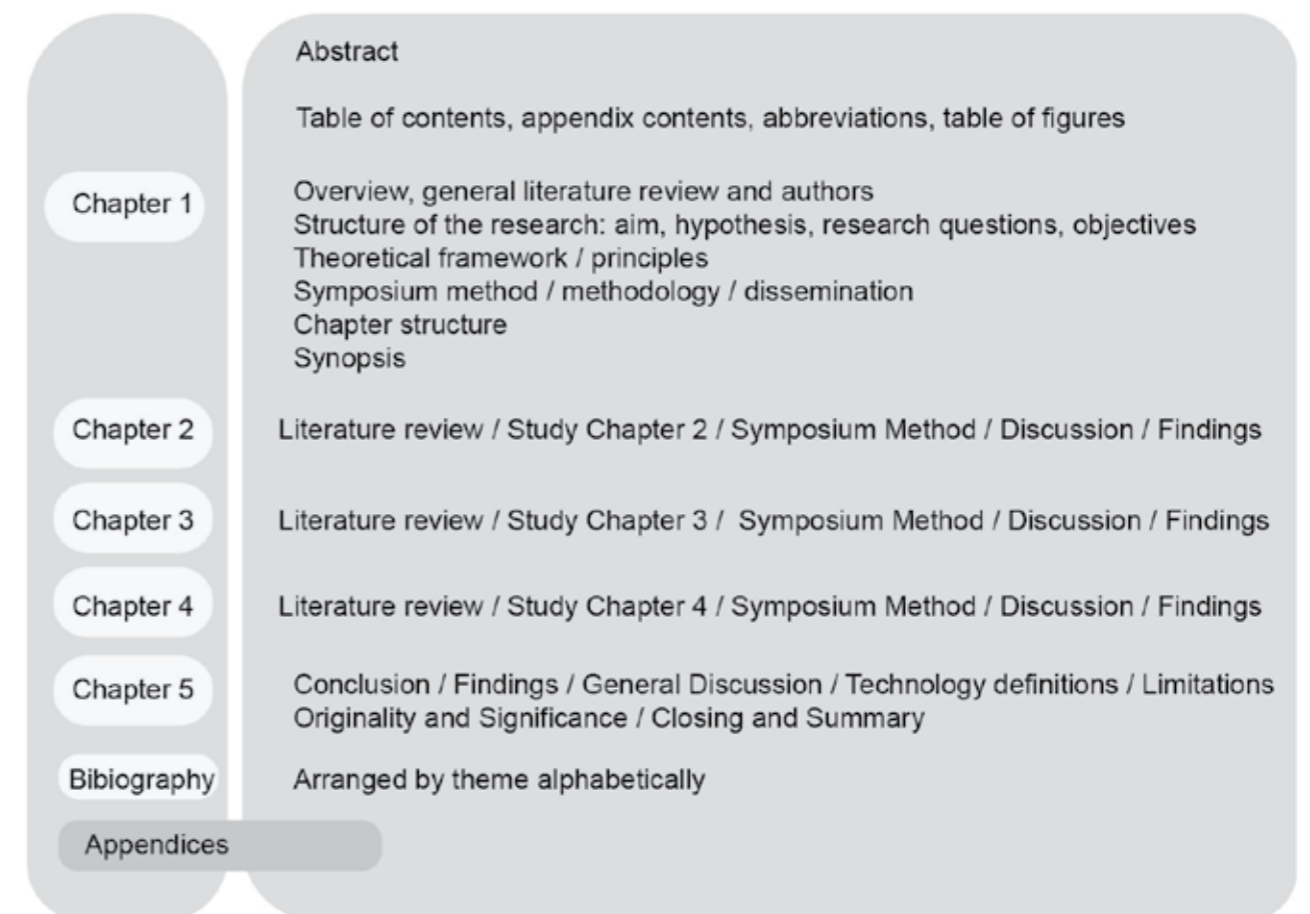 Abstract
Table of contents, appendix contents, abbreviations, table of figures
Chapter 1
Overview, general literature review and authors
Structure of the research: aim, hypothesis, research questions, objectives
Theoretical framework / principles
Symposium method / methodology / dissemination
Chapter structure
Synopsis
Chapter 2
Literature review / Study Chapter 2 / Symposium Method / Discussion / Findings
Chapter 3
Literature review / Study Chapter 3 / Symposium Method / Discussion / Findings
Chapter 4
Literature review / Study Chapter 4 / Symposium Method / Discussion / Findings
Chapter 5
Conclusion / Findings / General Discussion / Technology definitions / Limitations
Originality and Significance / Closing and Summary
Bibiography
Arranged by theme alphabetically
Appendices